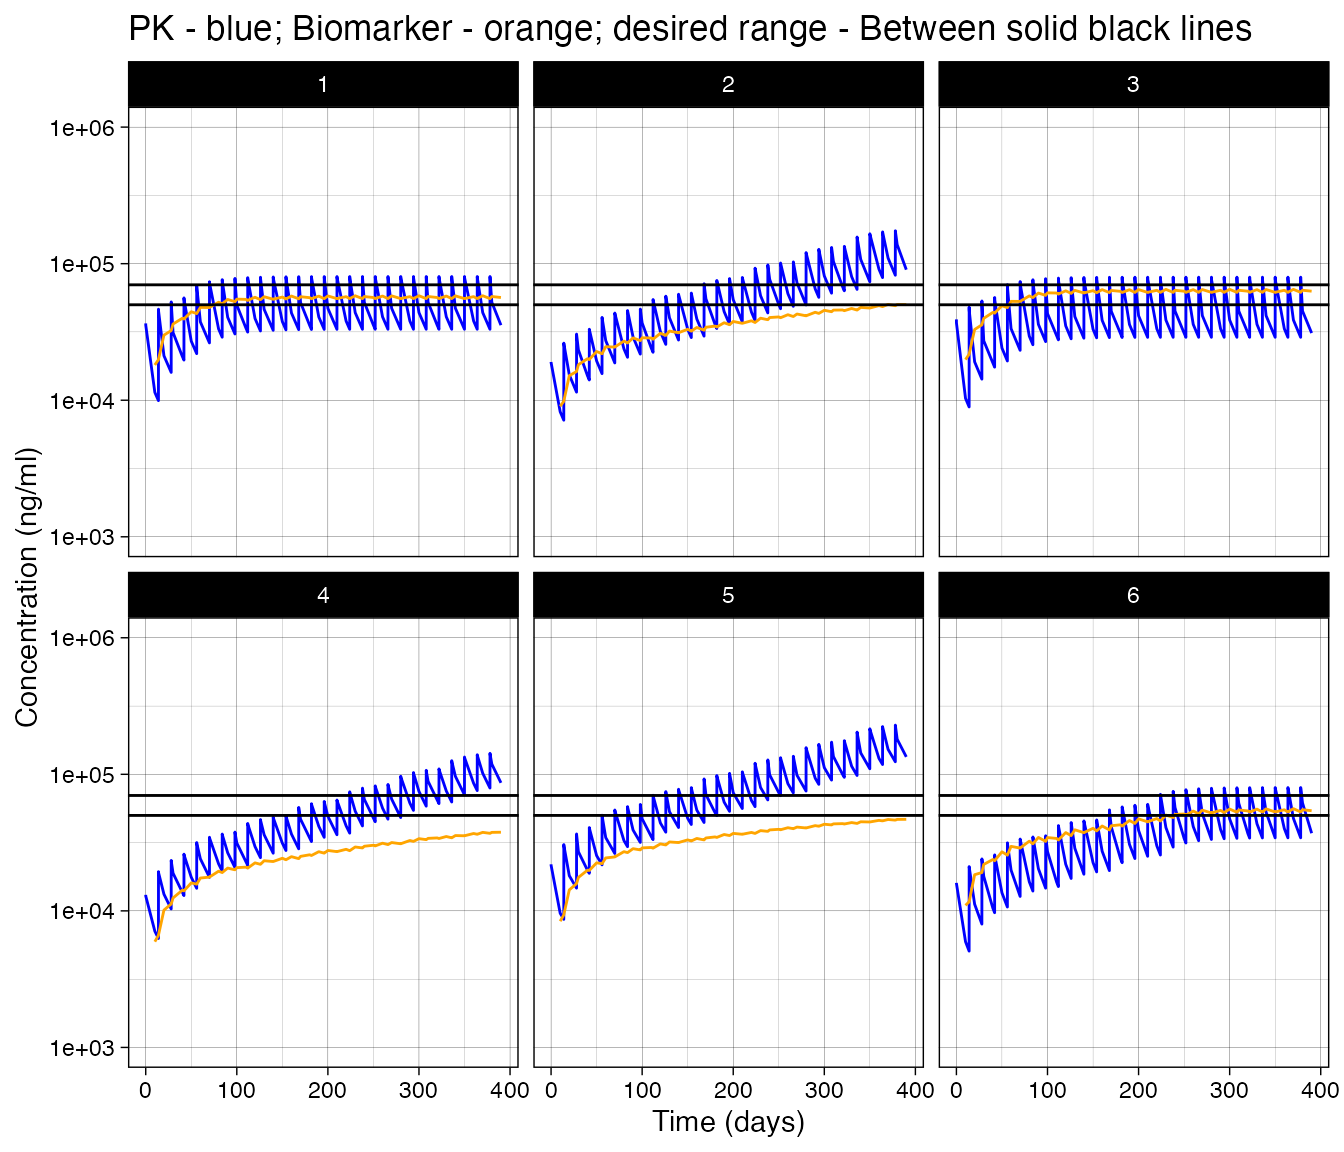 PK - blue; Biomarker - orange; desired range - Between solid black lines
1 2 3
1e+06
1e+05
1e+04
1e+03
4 5 6
1e+06
1e+05
1e+04
1e+03
Concentration (ng/ml)
0 100 200 300 400 0 100 200 300 400 0 100 200 300 400
Time (days)